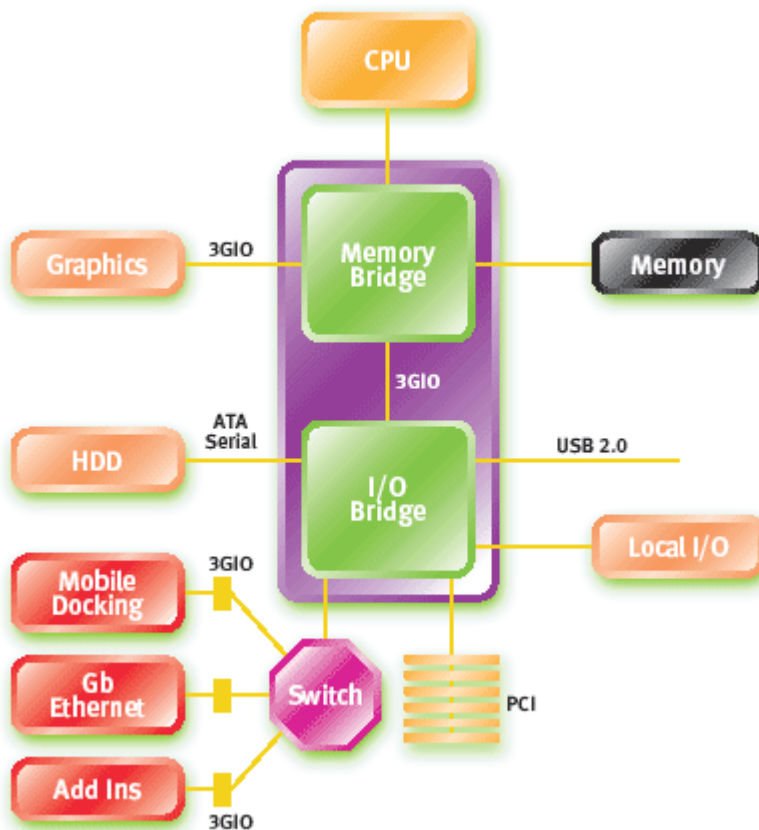 CPU
3GIO
Graphics
Memory
Bridge
Memory
3GIO
ATA
Serial
HDD
USB 2.0
I/O
Bridge
Local I/O
3GIO
Mobile
Docking
Gb
Ethernet
Switch
PCI
Add Ins
3GIO